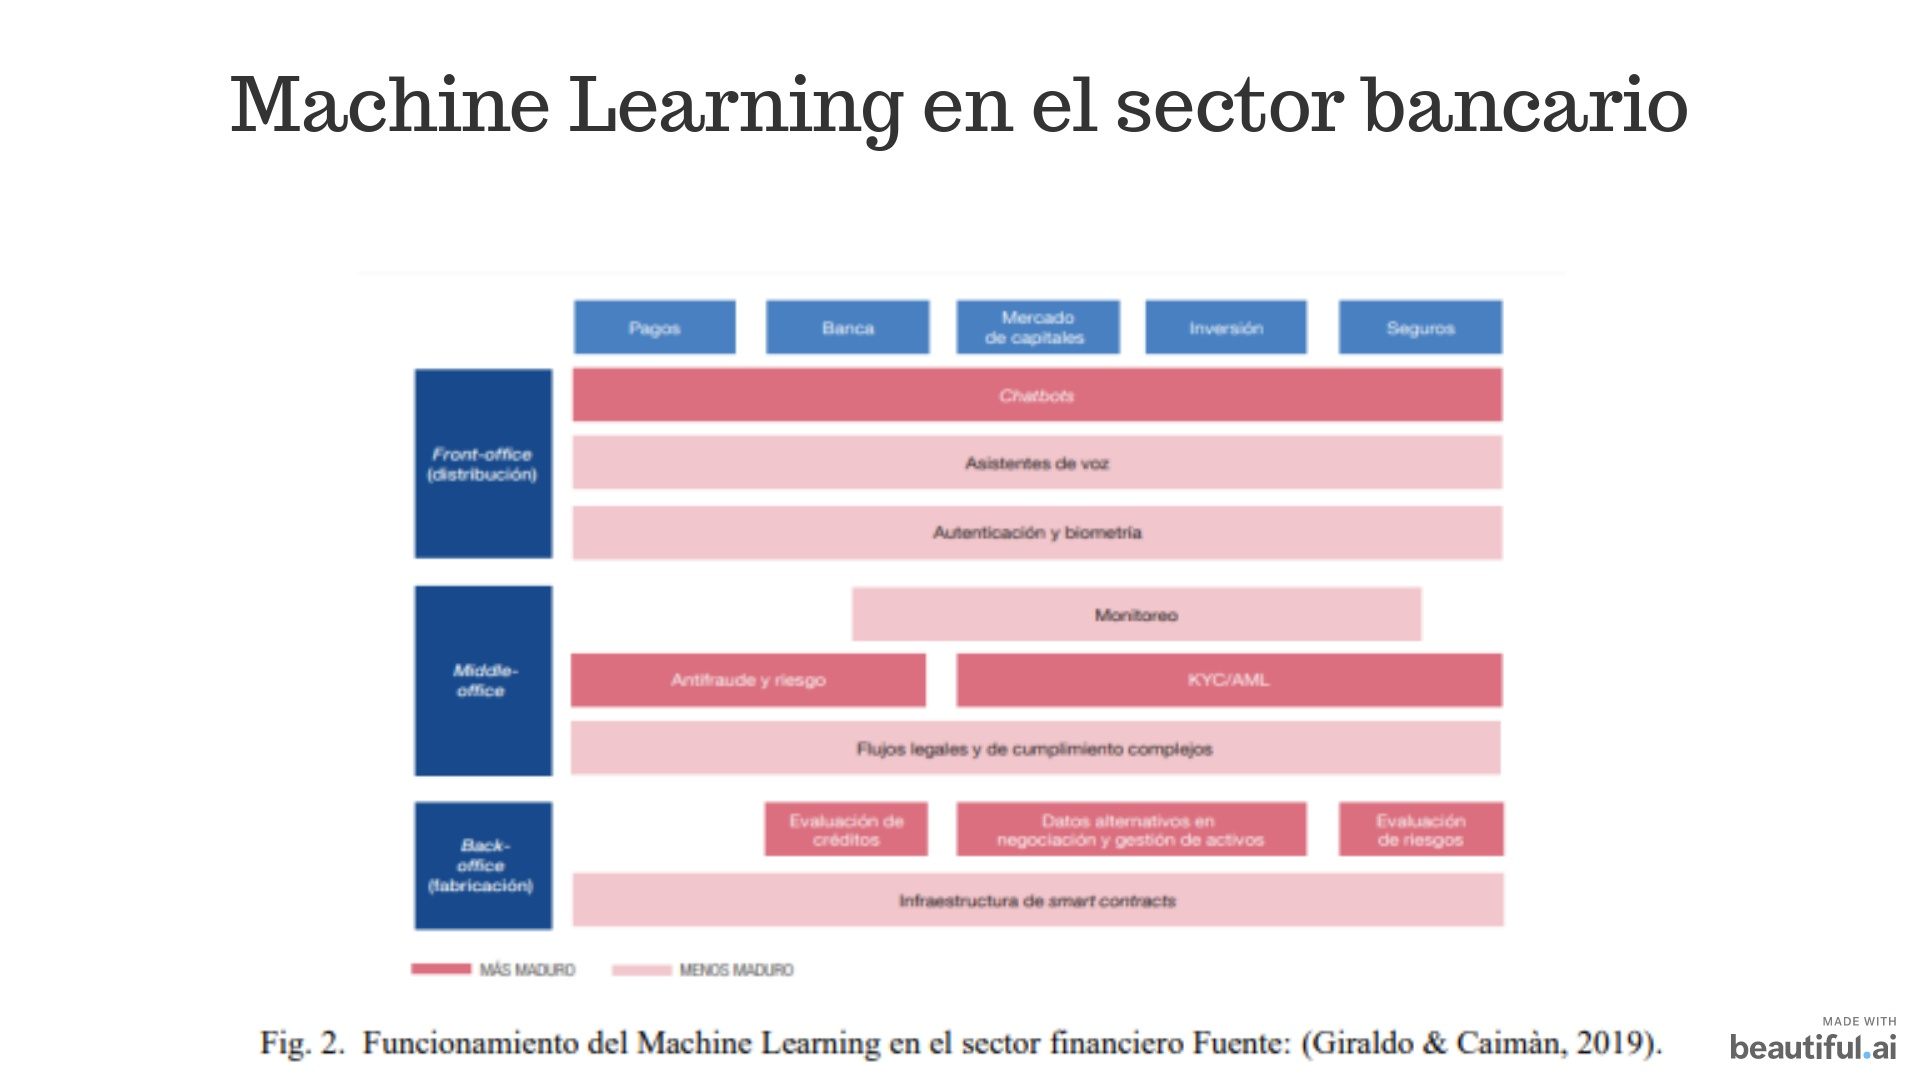 Machine Learning en el sector bancario
Pagos
Banca
Mercado
de capitales
Inversión
Seguros
Front-office
(distribución)
Chatbots
Asistentes de voz
Autenticación y biometría
Middle-
office
Monitoreo
Antifraude y riesgo
KYC/AML
Flujos legales y de cumplimiento complejos
Back-
office
(fabricación)
Evaluación de
créditos
Datos alternativos en
negociación y gestión de activos
Evaluación
de riesgos
Infraestructura de smart contracts
MÁS MADURO
MENOS MADURO
Fig. 2. Funcionamiento del Machine Learning en el sector financiero Fuente: (Giraldo & Caimàn, 2019).
MADE WITH
beautiful.ai